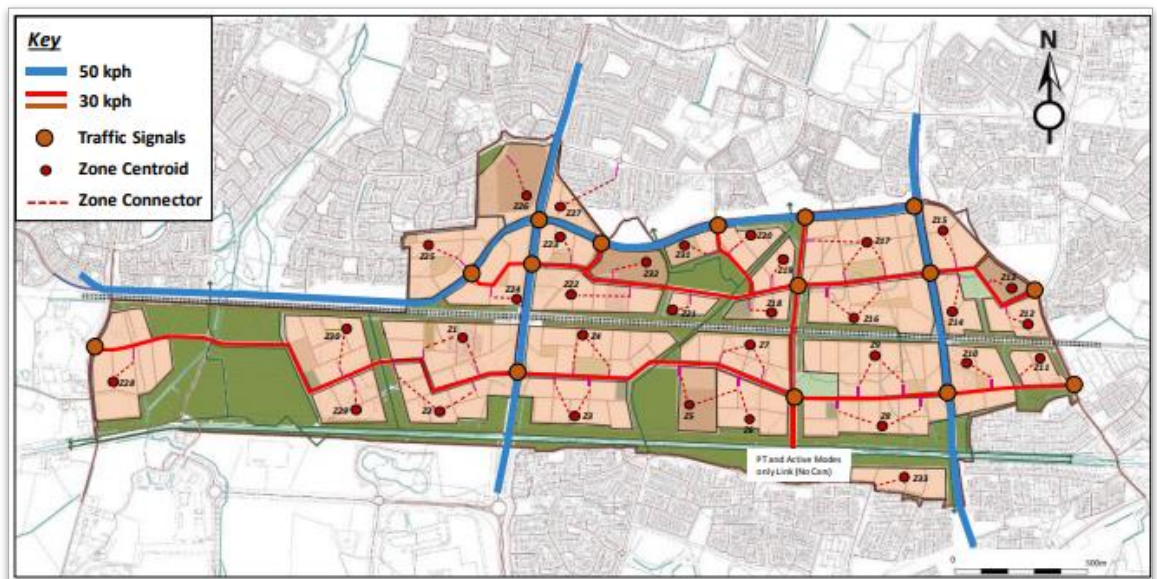 Key
50 kph
30 kph
Traffic Signals
Zone Centroid
Zone Connector
N
Z26
Z27
Z25
Z23
Z32
Z31
Z20
Z19
Z17
Z15
Z24
Z22
Z21
Z18
Z16
Z14
Z13
Z12
Z28
Z30
Z1
Z4
Z7
Z9
Z10
Z11
Z29
Z2
Z3
Z5
Z6
Z8
PT and Active Modes
only Link (No Cars)
Z33
0
500m